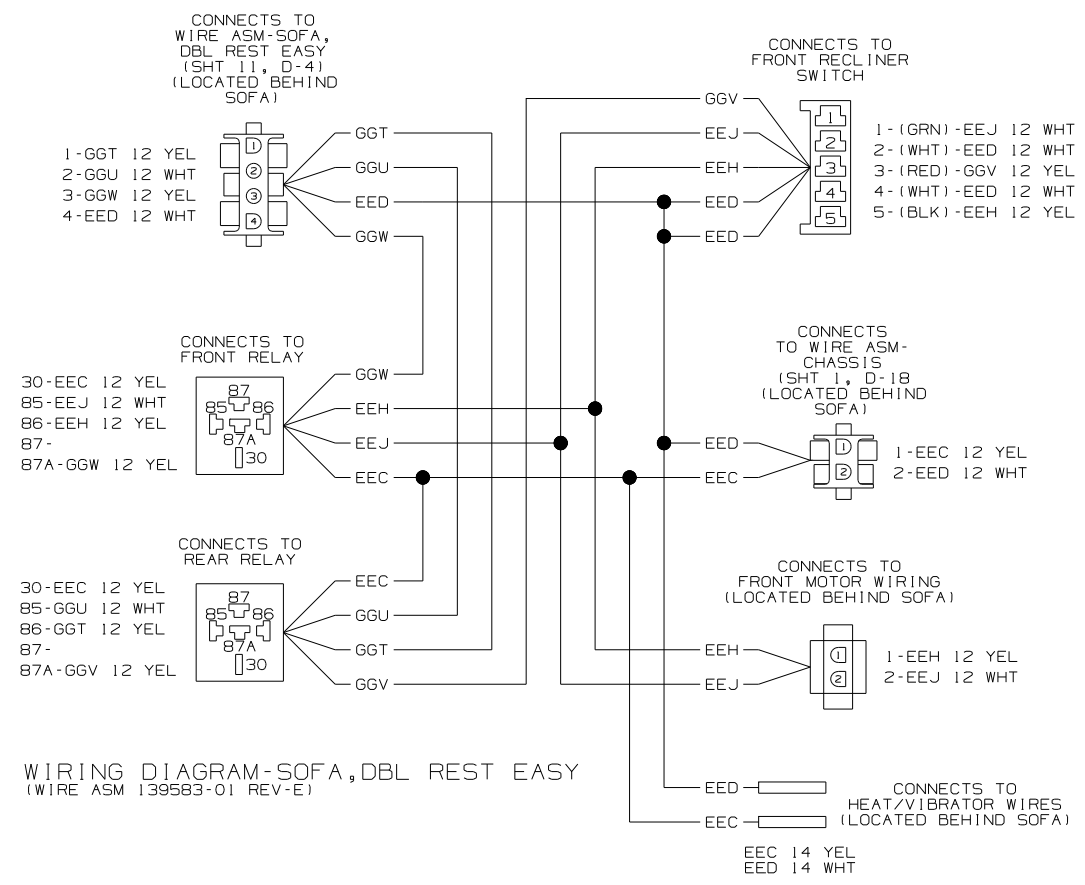 CONNECTS TO
WIRE ASM-SOFA,
DBL REST EASY
(SHT 11, D-4)
(LOCATED BEHIND
SOFA)
1
2
3
4
1-GGT 12 YEL
2-GGU 12 WHT
3-GGW 12 YEL
4-EED 12 WHT
GGT
GGU
EED
GGW
CONNECTS TO
FRONT RECLINER
SWITCH
GGV
EEJ
EEH
EED
EED
1
2
3
4
5
1-(GRN)-EEJ 12 WHT
2-(WHT)-EED 12 WHT
3-(RED)-GGV 12 YEL
4-(WHT)-EED 12 WHT
5-(BLK)-EEH 12 YEL
CONNECTS TO
FRONT RELAY
30-EEC 12 YEL
85-EEJ 12 WHT
86-EEH 12 YEL
87-
87A-GGW 12 YEL
87
85 86
87A
30
GGW
EEH
EEJ
EEC
CONNECTS
TO WIRE ASM-
CHASSIS
(SHT 1, D-18
(LOCATED BEHIND
SOFA)
EED
EEC
1
2
1-EEC 12 YEL
2-EED 12 WHT
CONNECTS TO
REAR RELAY
30-EEC 12 YEL
85-GGU 12 WHT
86-GGT 12 YEL
87-
87A-GGV 12 YEL
87
85 86
87A
30
EEC
GGU
GGT
GGV
CONNECTS TO
FRONT MOTOR WIRING
(LOCATED BEHIND SOFA)
EEH
EEJ
1
2
1-EEH 12 YEL
2-EEJ 12 WHT
WIRING DIAGRAM-SOFA,DBL REST EASY
(WIRE ASM 139583-01 REV-E)
EED
EEC
CONNECTS TO
HEAT/VIBRATOR WIRES
(LOCATED BEHIND SOFA)
EEC 14 YEL
EED 14 WHT